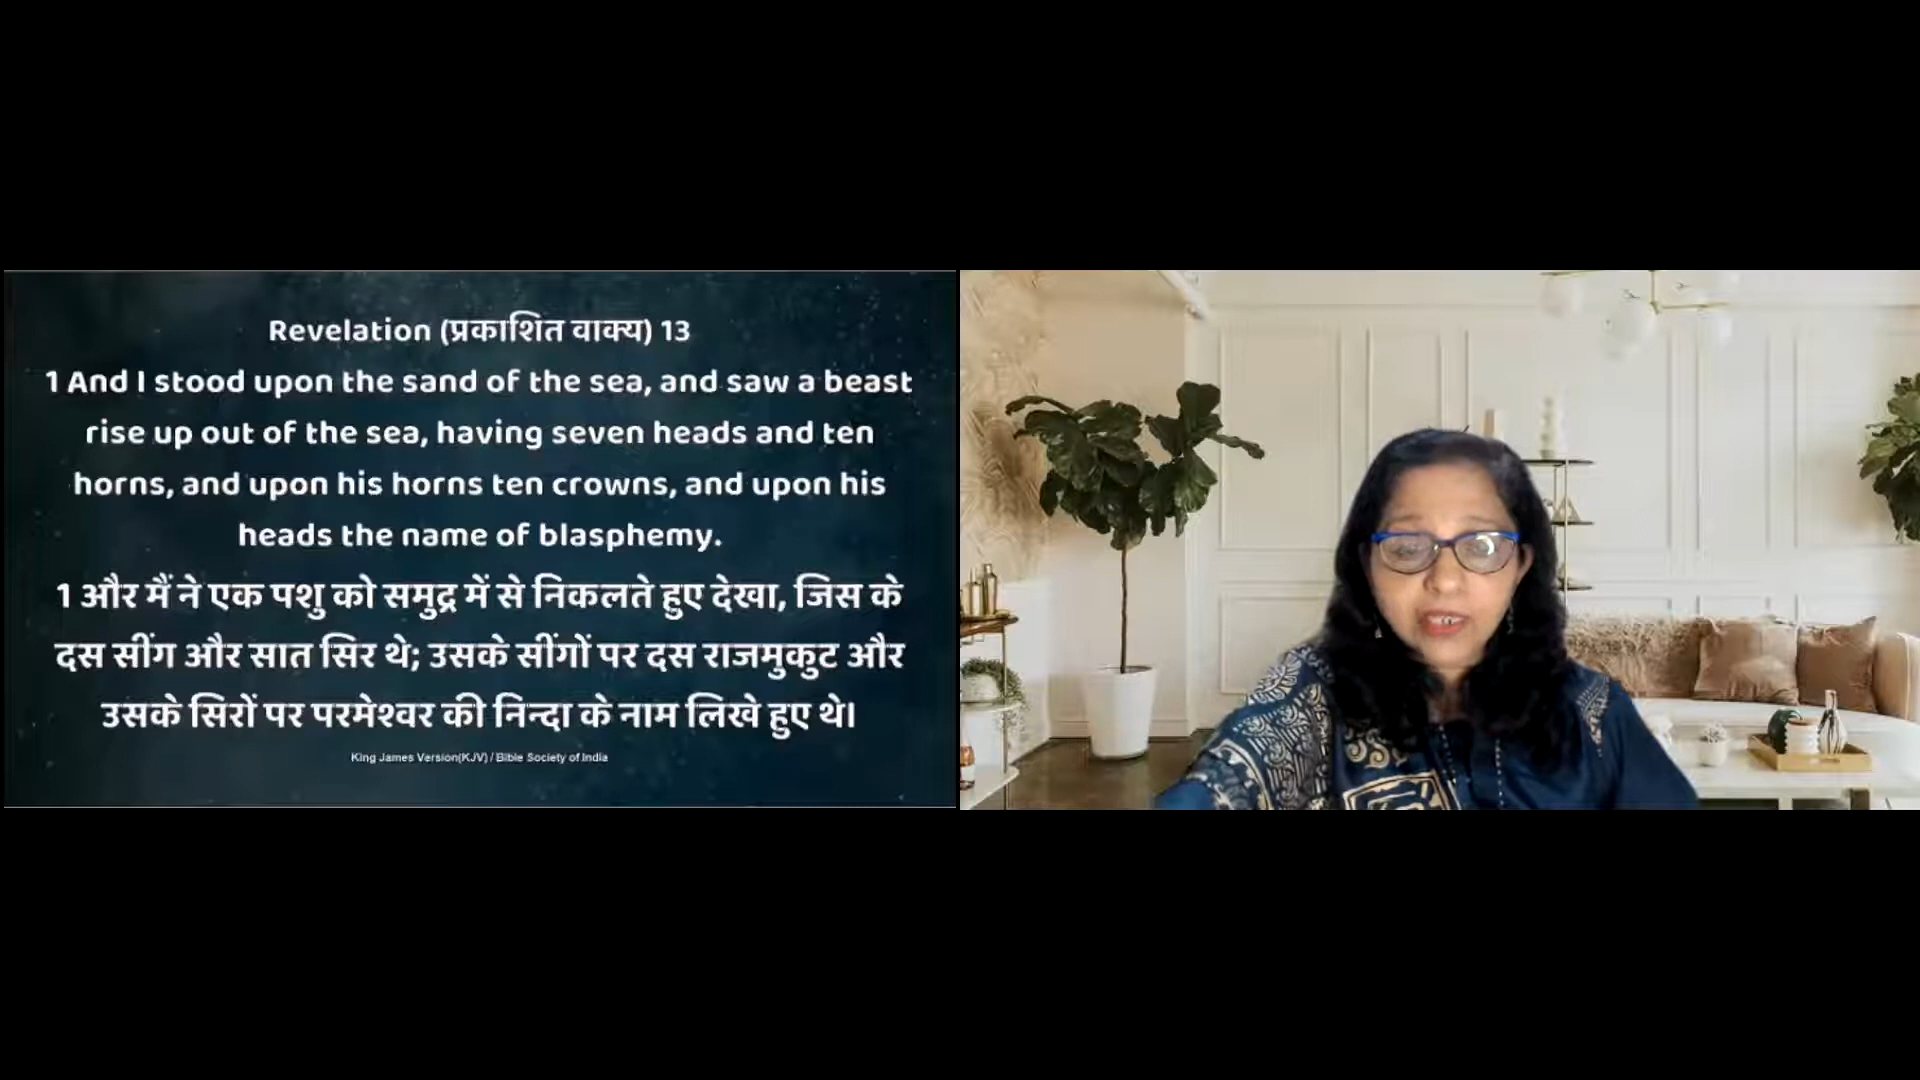 Revelation (प्रकाशित वाक्य) 13
1 And I stood upon the sand of the sea, and saw a beast
rise up out of the sea, having seven heads and ten
horns, and upon his horns ten crowns, and upon his
heads the name of blasphemy.
1 और मैं ने एक पशु को समुद्र में से निकलते हुए देखा, जिस के
दस सींग और सात सिर थे; उसके सींगों पर दस राजमुकुट और
उसके सिरों पर परमेश्वर की निन्दा के नाम लिखे हुए थे।
King James Version(KJV) / Bible Society of India